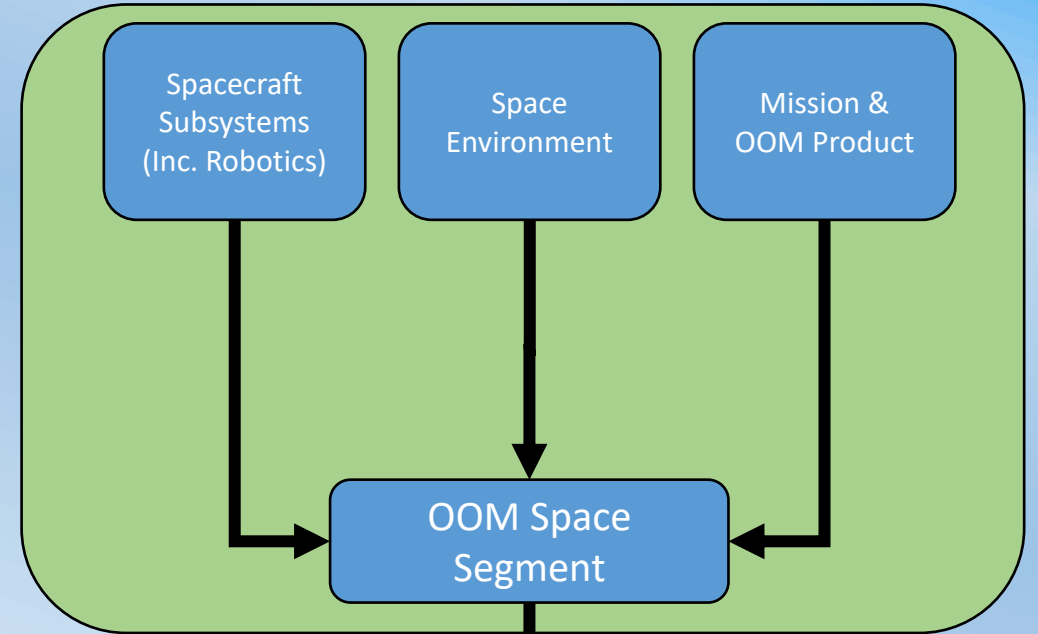 Spacecraft
Subsystems
(Inc. Robotics)
Space
Environment
Mission &
OOM Product
OOM Space
Segment